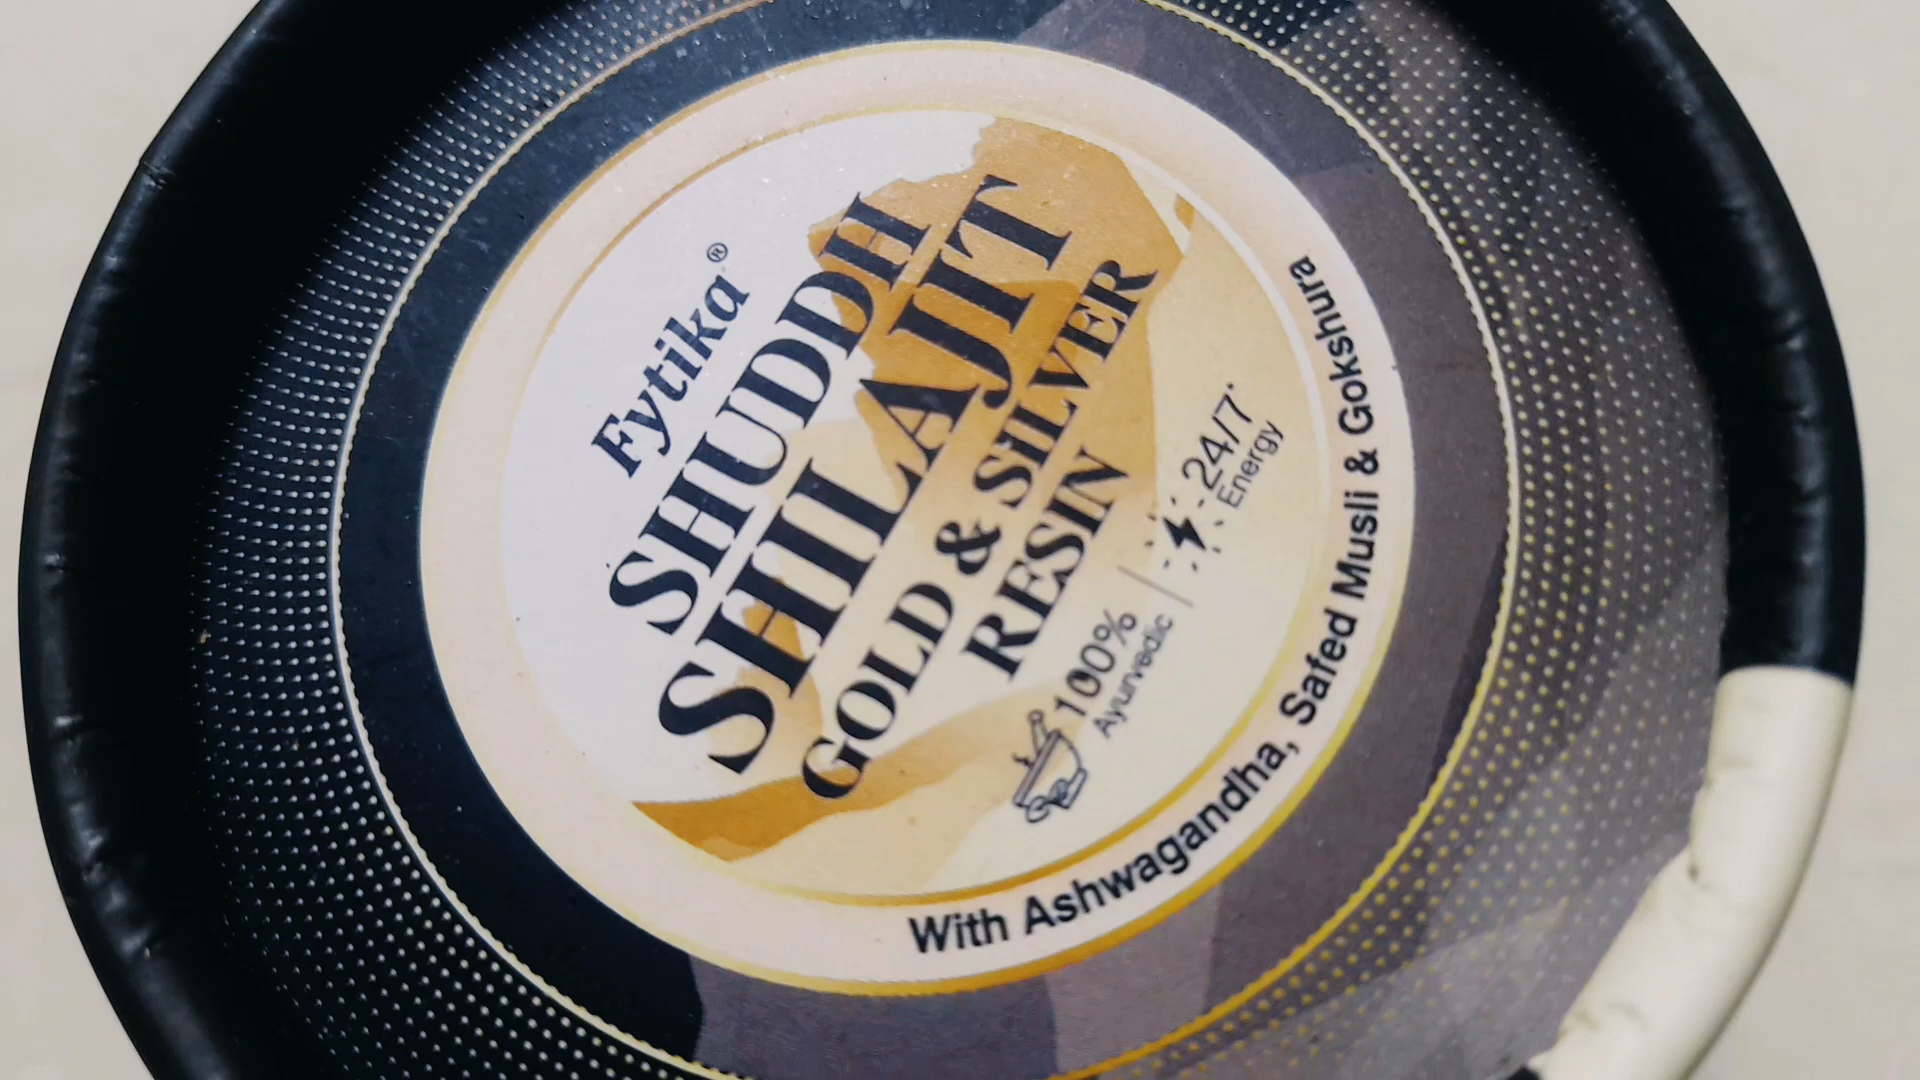 Fytika®
SHUDDH
SHILAJIT
GOLD & SILVER
RESIN
100%
Ayurvedic
24/7*
Energy
With Ashwagandha, Safed Musli & Gokshura